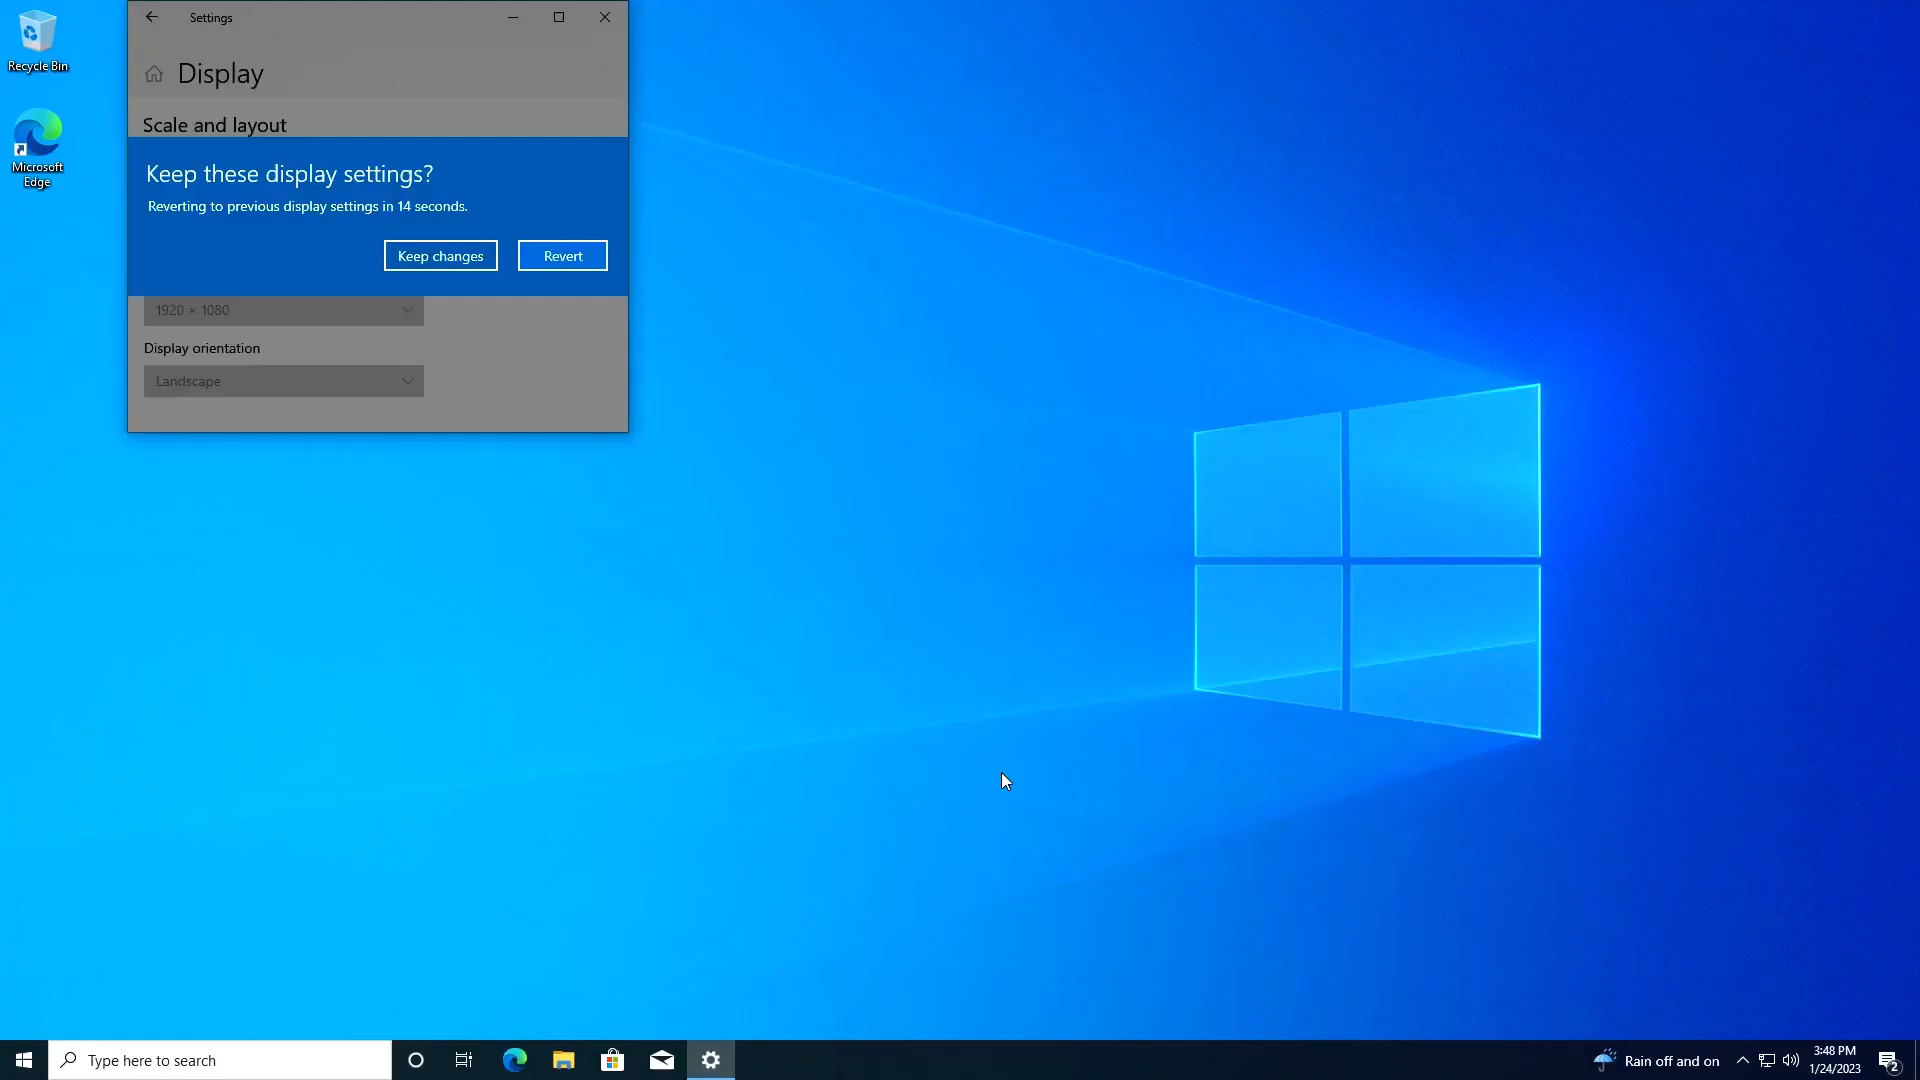 Recycle Bin
Microsoft
Edge
Settings
Display
Scale and layout
Keep these display settings?
Reverting to previous display settings in 14 seconds.
Keep changes
Revert
1920 × 1080
Display orientation
Landscape
Type here to search
Rain off and on
3:48 PM
1/24/2023
2